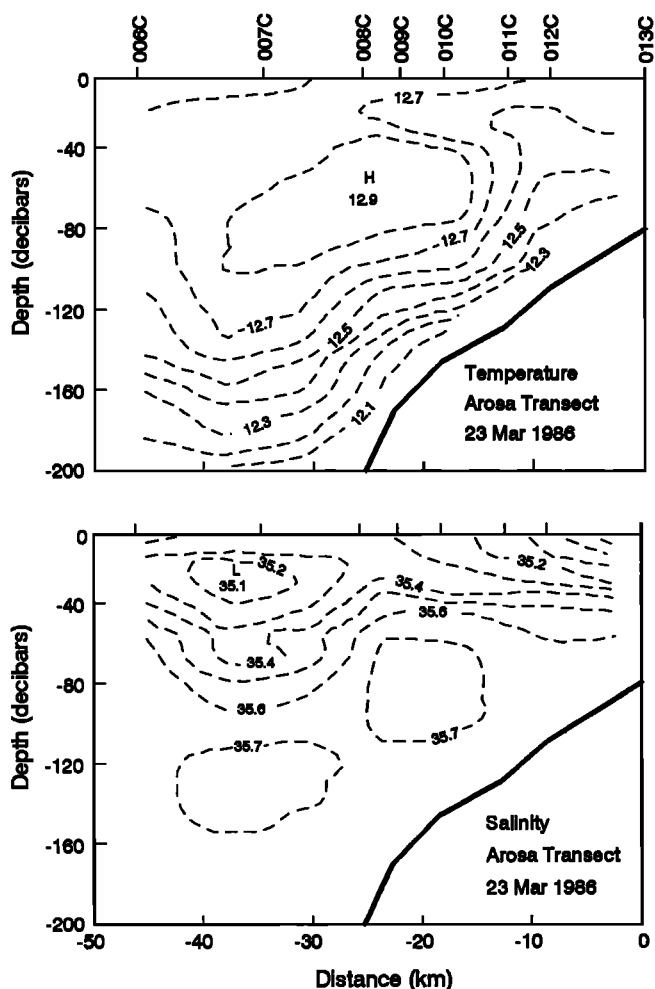 006C 007C 008C 009C 010C 011C 012C 013C
0
-40
-80
-120
-160
-200
Depth (decibars)
12.7
H
12.9
12.7
12.5
12.3
12.7
12.5
12.3
12.1
Temperature
Arosa Transect
23 Mar 1986
0
-40
-80
-120
-160
-200
Depth (decibars)
L
35.2
35.1
35.2
35.4
35.6
35.4
35.6
35.7
35.7
Salinity
Arosa Transect
23 Mar 1986
-50 -40 -30 -20 -10 0
Distance (km)